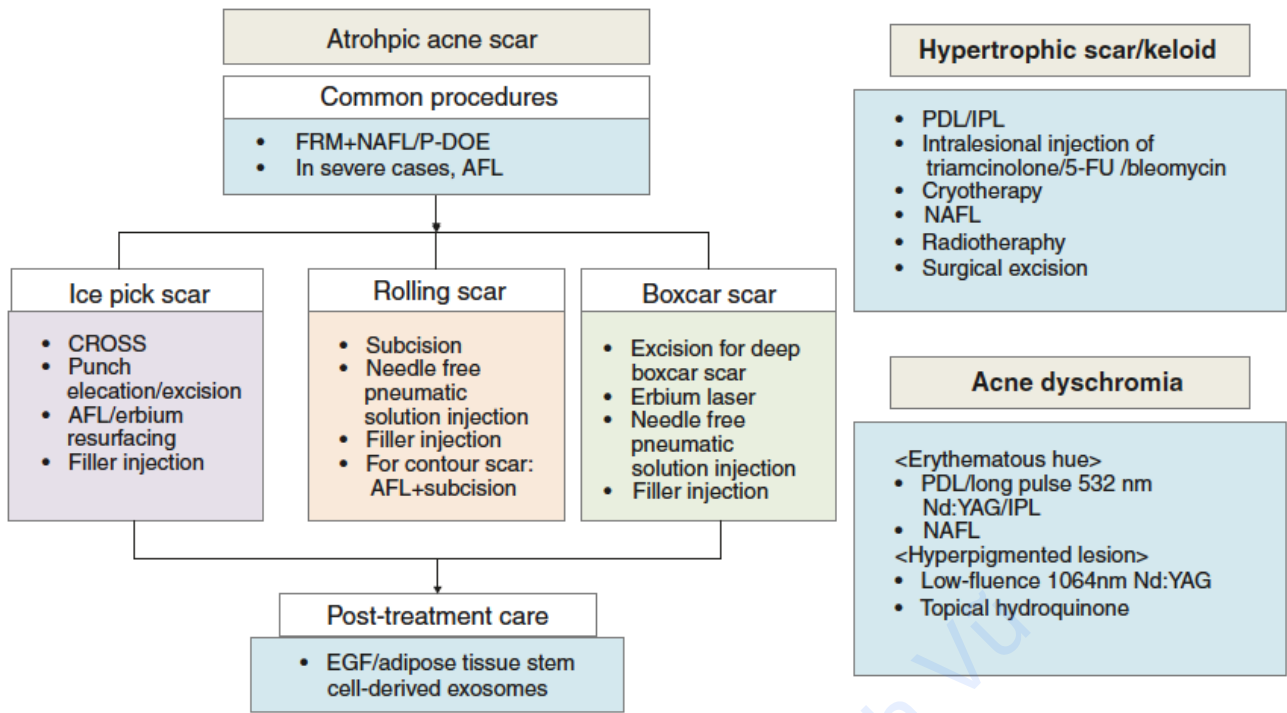 Atrohpic acne scar
Common procedures
• FRM+NAFL/P-DOE
• In severe cases, AFL
Ice pick scar
• CROSS
• Punch
elecation/excision
• AFL/erbium
resurfacing
• Filler injection
Rolling scar
• Subcision
• Needle free
pneumatic
solution injection
• Filler injection
• For contour scar:
AFL+subcision
Boxcar scar
• Excision for deep
boxcar scar
• Erbium laser
• Needle free
pneumatic
solution injection
• Filler injection
Post-treatment care
• EGF/adipose tissue stem
cell-derived exosomes
Hypertrophic scar/keloid
• PDL/IPL
• Intralesional injection of
triamcinolone/5-FU /bleomycin
• Cryotherapy
• NAFL
• Radiotheraphy
• Surgical excision
Acne dyschromia
<Erythematous hue>
• PDL/long pulse 532 nm
Nd:YAG/IPL
• NAFL
<Hyperpigmented lesion>
• Low-fluence 1064nm Nd:YAG
• Topical hydroquinone
Vu